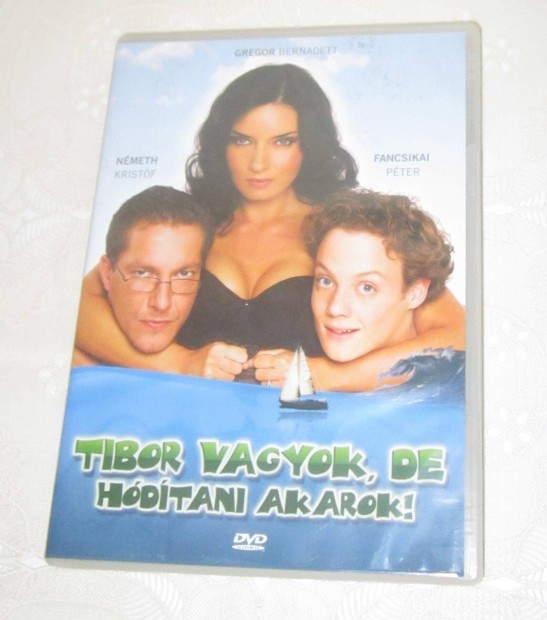 GREGOR BERNADETT
NÉMETH
KRISTÓF
FANCSIKAI
PÉTER
TIBOR VAGYOK, DE
HÓDÍTANI AKAROK!
DVD